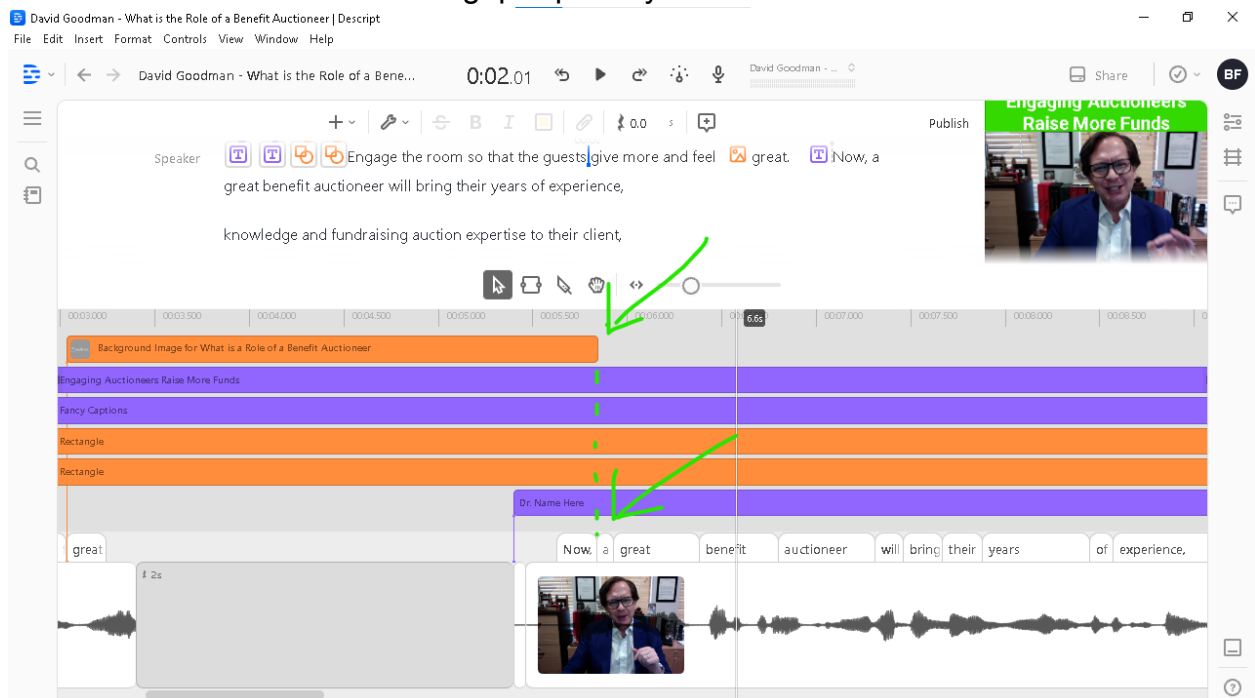 David Goodman - What is the Role of a Benefit Auctioneer | Descript
File Edit Insert Format Controls View Window Help
David Goodman - What is the Role of a Bene...
0:02.01
David Goodman - ...
Share
BF
0.0 s
Publish
Engaging Auctioneers
Raise More Funds
Speaker
T T Engage the room so that the guests give more and feel great. T Now, a
great benefit auctioneer will bring their years of experience,
knowledge and fundraising auction expertise to their client,
00:03.000 00:03.500 00:04.000 00:04.500 00:05.000 00:05.500 00:06.000 6.6s 00:07.000 00:07.500 00:08.000 00:08.500
Background Image for What is a Role of a Benefit Auctioneer
Engaging Auctioneers Raise More Funds
Fancy Captions
Rectangle
Rectangle
Dr. Name Here
great Now, a great benefit auctioneer will bring their years of experience,
2s